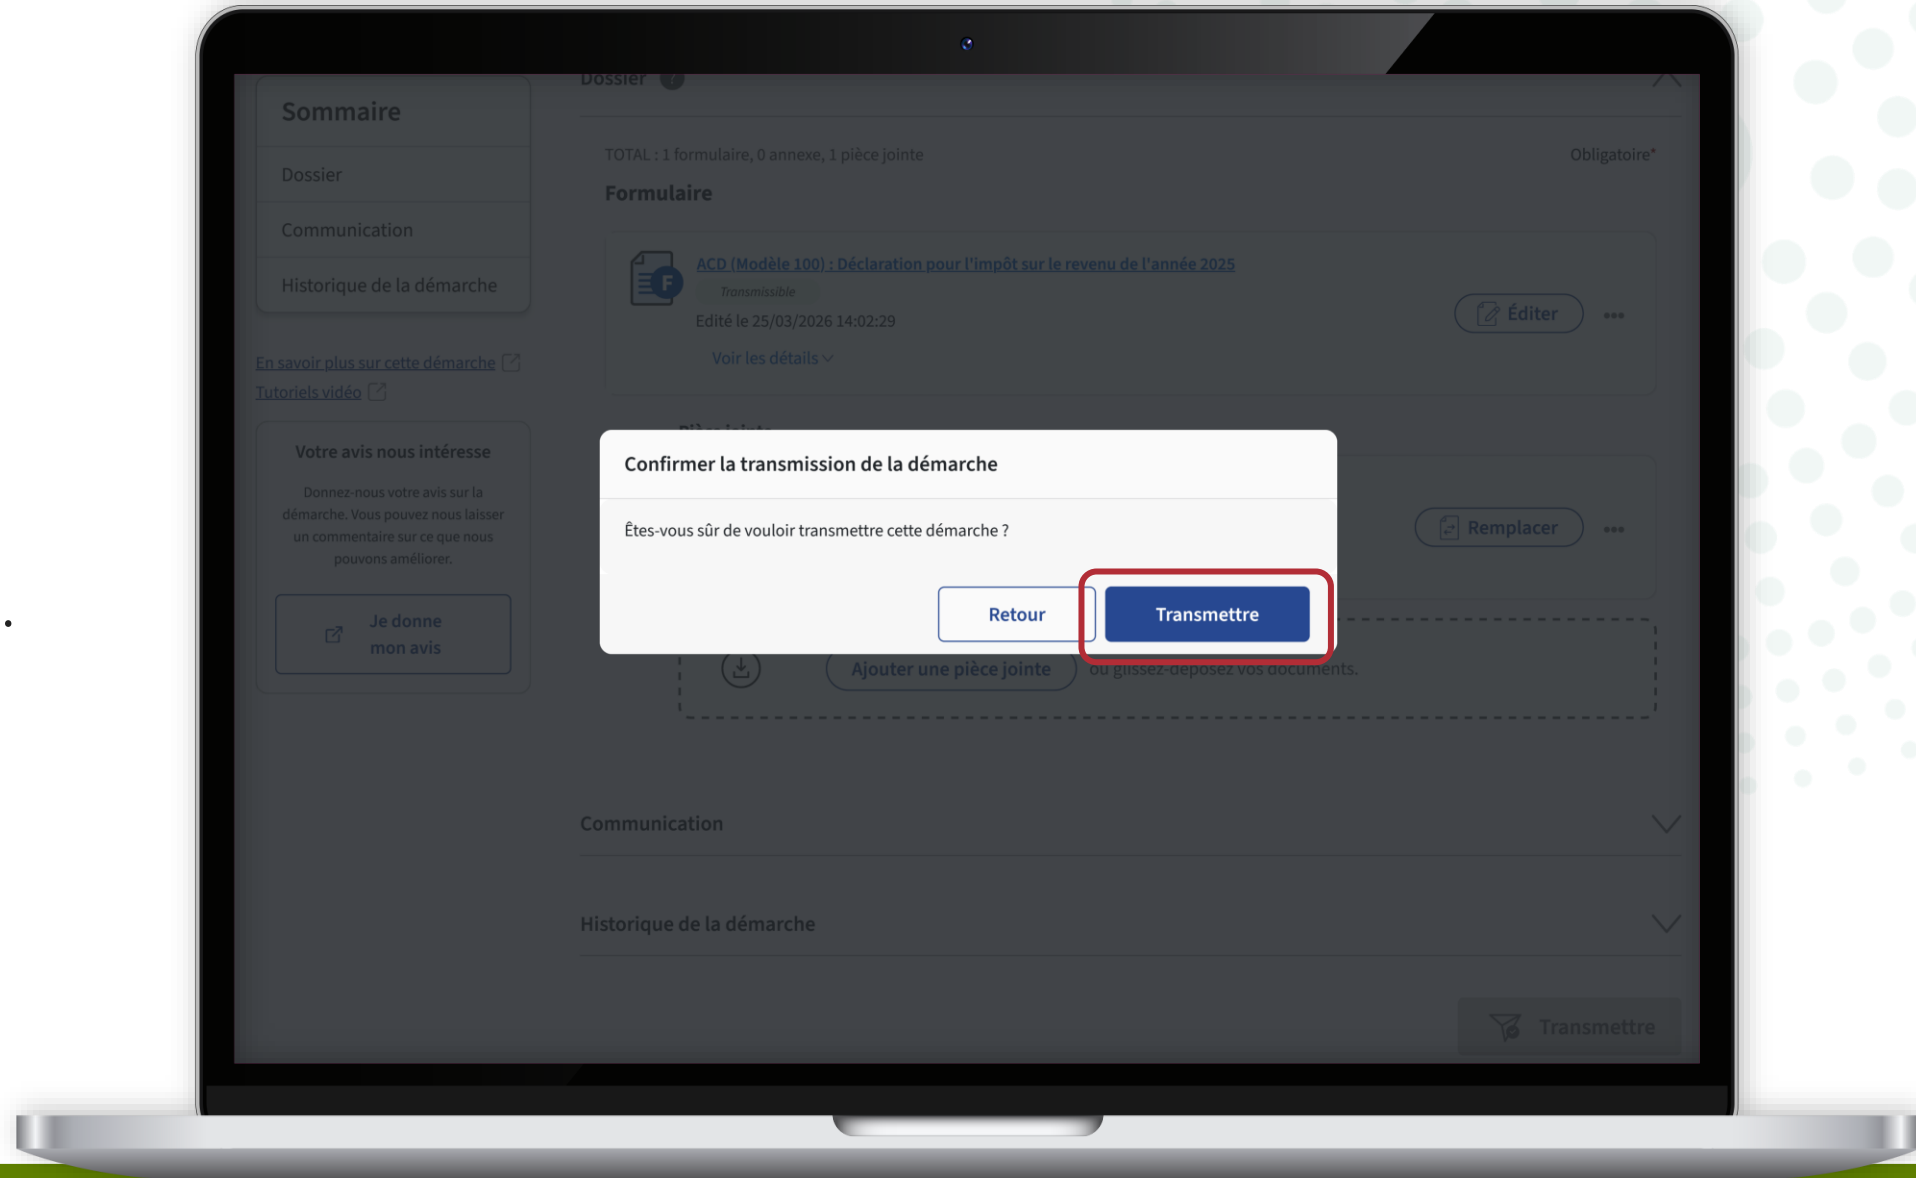 Dossier ?
Sommaire
Dossier
Communication
Historique de la démarche
En savoir plus sur cette démarche
Tutoriels vidéo
Votre avis nous intéresse
Donnez-nous votre avis sur la
démarche. Vous pouvez nous laisser
un commentaire sur ce que nous
pouvons améliorer.
Je donne
mon avis
TOTAL : 1 formulaire, 0 annexe, 1 pièce jointe
Obligatoire*
Formulaire
F
ACD (Modèle 100) : Déclaration pour l'impôt sur le revenu de l'année 2025
Transmissible
Edité le 25/03/2026 14:02:29
Éditer
Voir les détails
Confirmer la transmission de la démarche
Êtes-vous sûr de vouloir transmettre cette démarche ?
Retour
Transmettre
Remplacer
Ajouter une pièce jointe
ou glissez-déposez vos documents.
Communication
Historique de la démarche
Transmettre
.